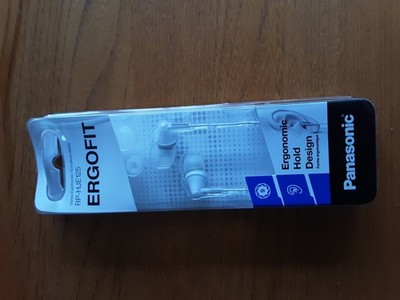 Panasonic
Ergonomic
Hold
Design
ERGOFIT
RP-HJE125